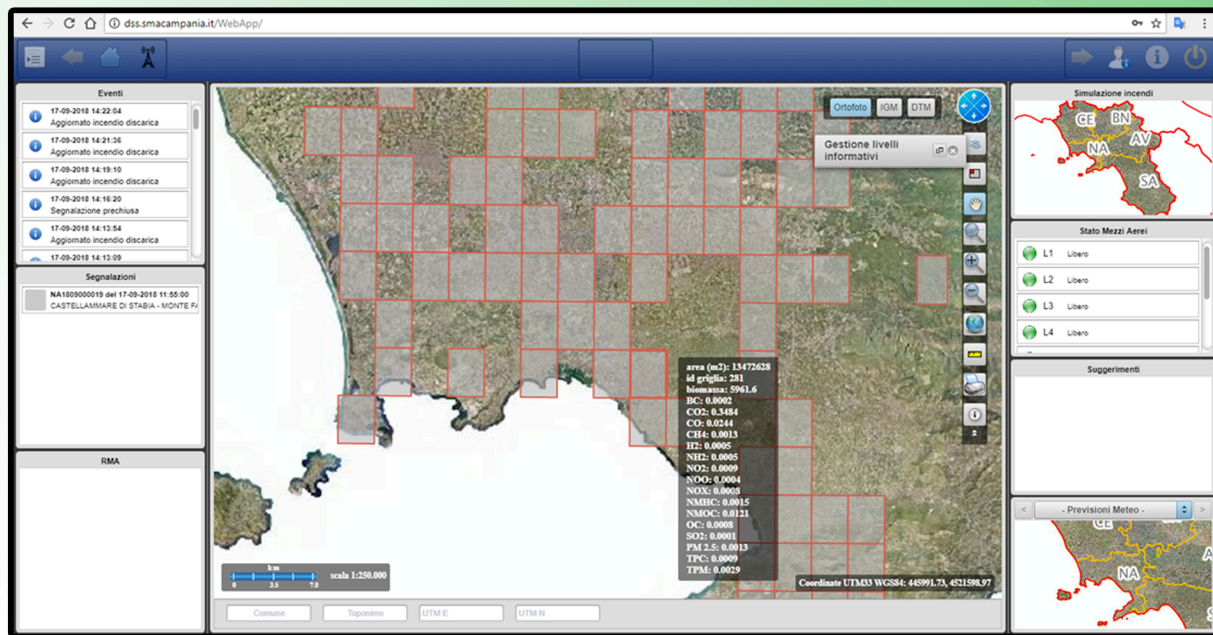 dss.smacampania.it/WebApp/
Eventi
17-09-2018 14:22:04
Aggiornato incendio discarica
17-09-2018 14:21:36
Aggiornato incendio discarica
17-09-2018 14:19:10
Aggiornato incendio discarica
17-09-2018 14:16:20
Segnalazione prechiusa
17-09-2018 14:13:54
Aggiornato incendio discarica
17-09-2018 14:13:09
Segnalazioni
NA1809000019 del 17-09-2018 11:55:00
CASTELLAMMARE DI STABIA - MONTE FA
RMA
Ortofoto IGM DTM
Gestione livelli
informativi
area (m2): 13472628
id griglia: 281
biomassa: 5961.6
BC: 0.0002
CO2: 0.3484
CO: 0.0244
CH4: 0.0013
H2: 0.0005
NH2: 0.0005
NO2: 0.0009
NOO: 0.0004
NOX: 0.0008
NMHC: 0.0015
NMOC: 0.0121
OC: 0.0008
SO2: 0.0001
PM 2.5: 0.0013
TPC: 0.0009
TPM: 0.0029
km
0 3.5 7.0
scala 1:250.000
Coordinate UTM33 WGS84: 445991.73, 4521598.97
Comune Toponimo UTM E UTM N
Simulazione incendi
CE BN
NA AV
SA
Stato Mezzi Aerei
L1 Libero
L2 Libero
L3 Libero
L4 Libero
Suggerimenti
< - Previsioni Meteo - >
CE
NA